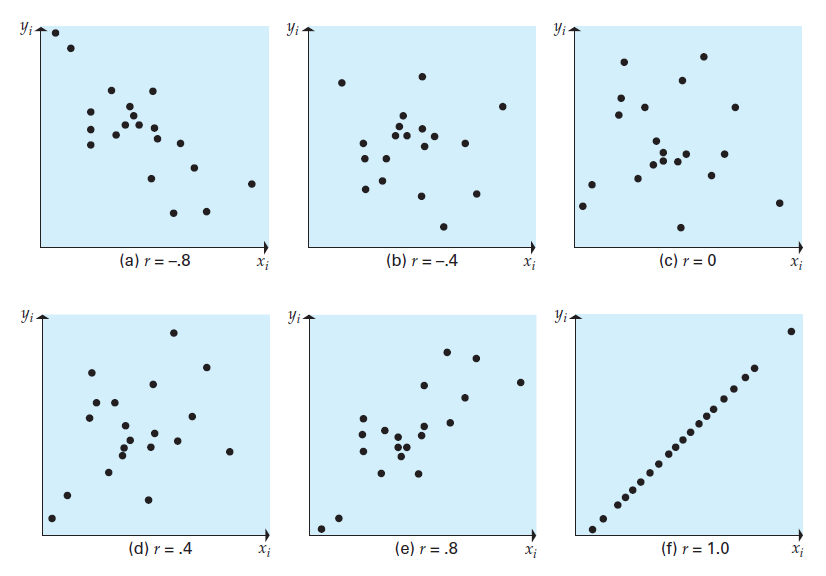 yᵢ
(a) r = –.8
xᵢ
yᵢ
(b) r = –.4
xᵢ
yᵢ
(c) r = 0
xᵢ
yᵢ
(d) r = .4
xᵢ
yᵢ
(e) r = .8
xᵢ
yᵢ
(f) r = 1.0
xᵢ